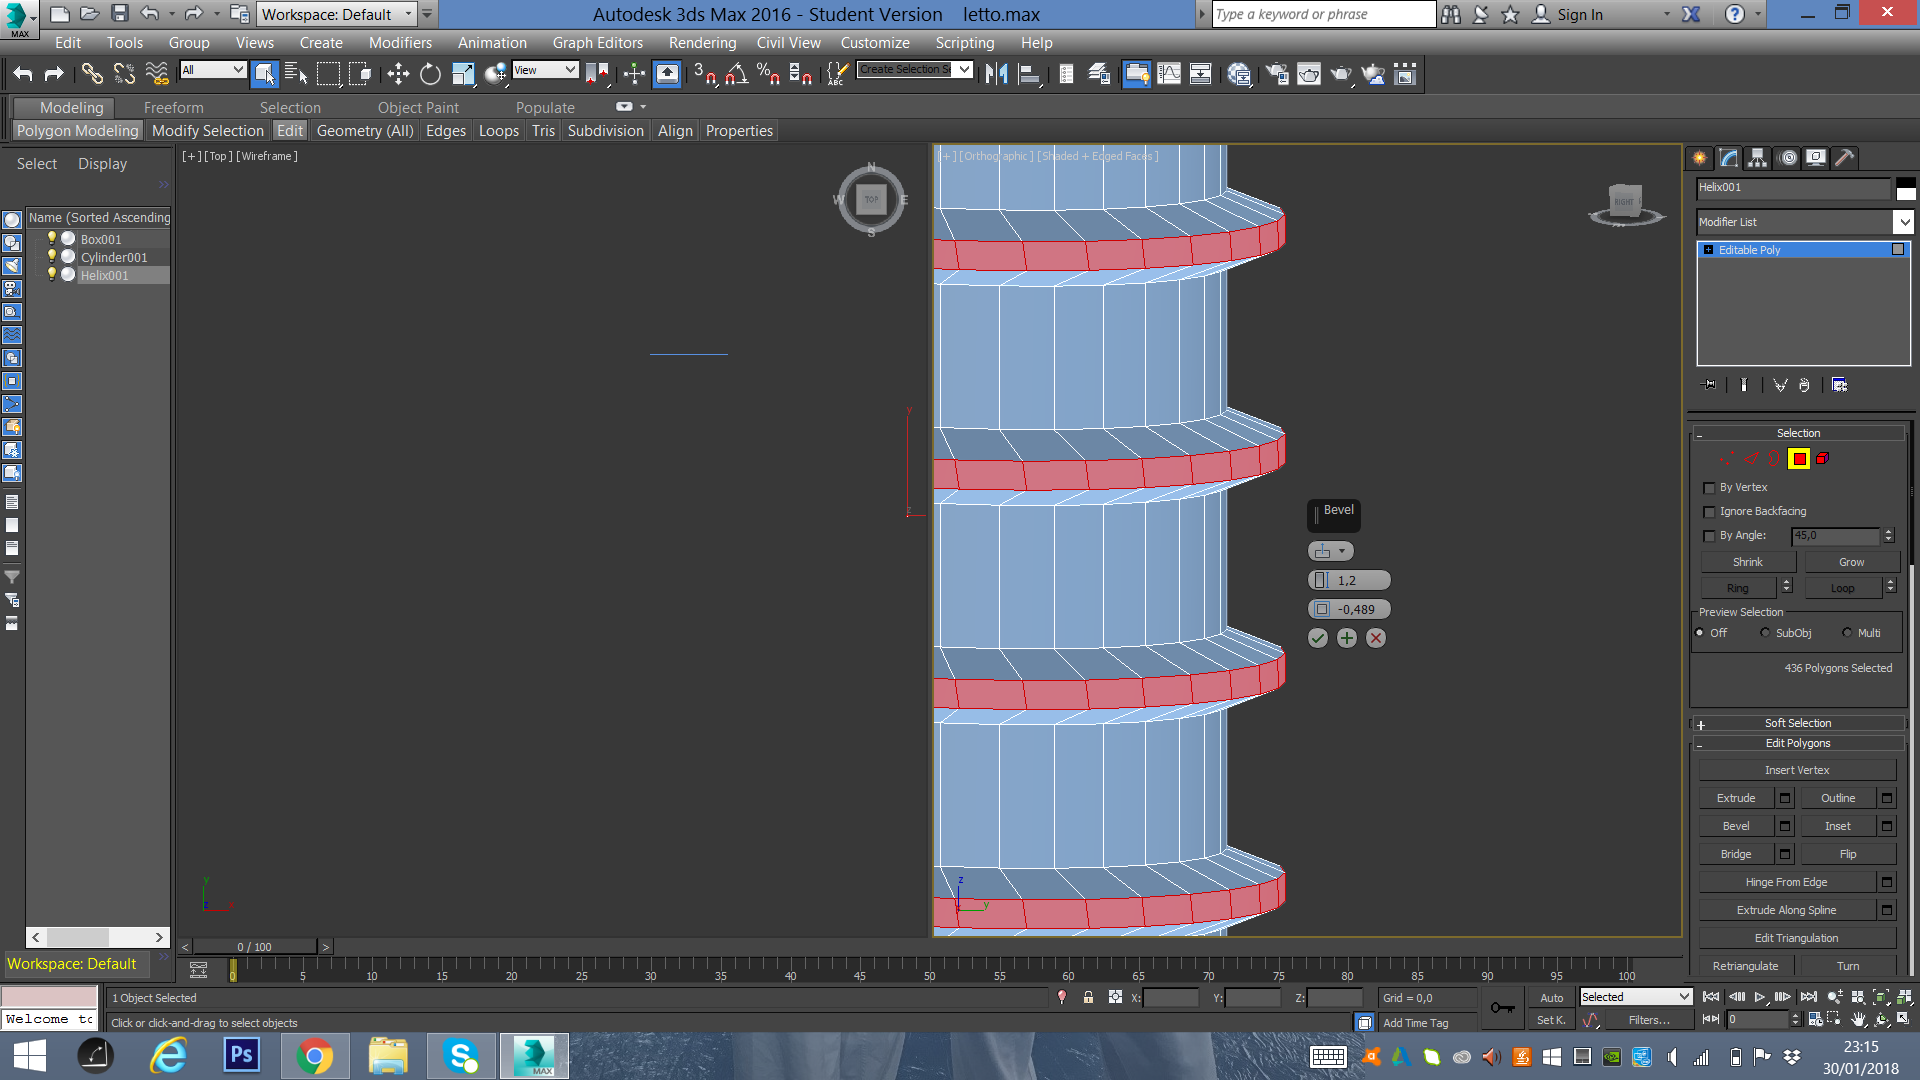 MAX
Workspace: Default
Autodesk 3ds Max 2016 - Student Version    letto.max
Type a keyword or phrase
Sign In
Edit
Tools
Group
Views
Create
Modifiers
Animation
Graph Editors
Rendering
Civil View
Customize
Scripting
Help
All
View
3
ABC
Create Selection Se
Modeling
Freeform
Selection
Object Paint
Populate
Polygon Modeling
Modify Selection
Edit
Geometry (All)
Edges
Loops
Tris
Subdivision
Align
Properties
Select
Display
Name (Sorted Ascending
Box001
Cylinder001
Helix001
[+] [Top] [Wireframe]
N
W
TOP
E
S
[+] [Orthographic] [Shaded + Edged Faces]
RIGHT
y
z
y
z
x
z
y
Bevel
1,2
-0,489
Helix001
Modifier List
Editable Poly
Selection
By Vertex
Ignore Backfacing
By Angle:
45,0
Shrink
Grow
Ring
Loop
Preview Selection
Off
SubObj
Multi
436 Polygons Selected
Soft Selection
Edit Polygons
Insert Vertex
Extrude
Outline
Bevel
Inset
Bridge
Flip
Hinge From Edge
Extrude Along Spline
Edit Triangulation
Retriangulate
Turn
0 / 100
Workspace: Default
0 5 10 15 20 25 30 35 40 45 50 55 60 65 70 75 80 85 90 95 100
1 Object Selected
X:
Y:
Z:
Grid = 0,0
Auto
Selected
Welcome to
Click or click-and-drag to select objects
Add Time Tag
Set K.
Filters...
0
Ps
MAX
23:15
30/01/2018